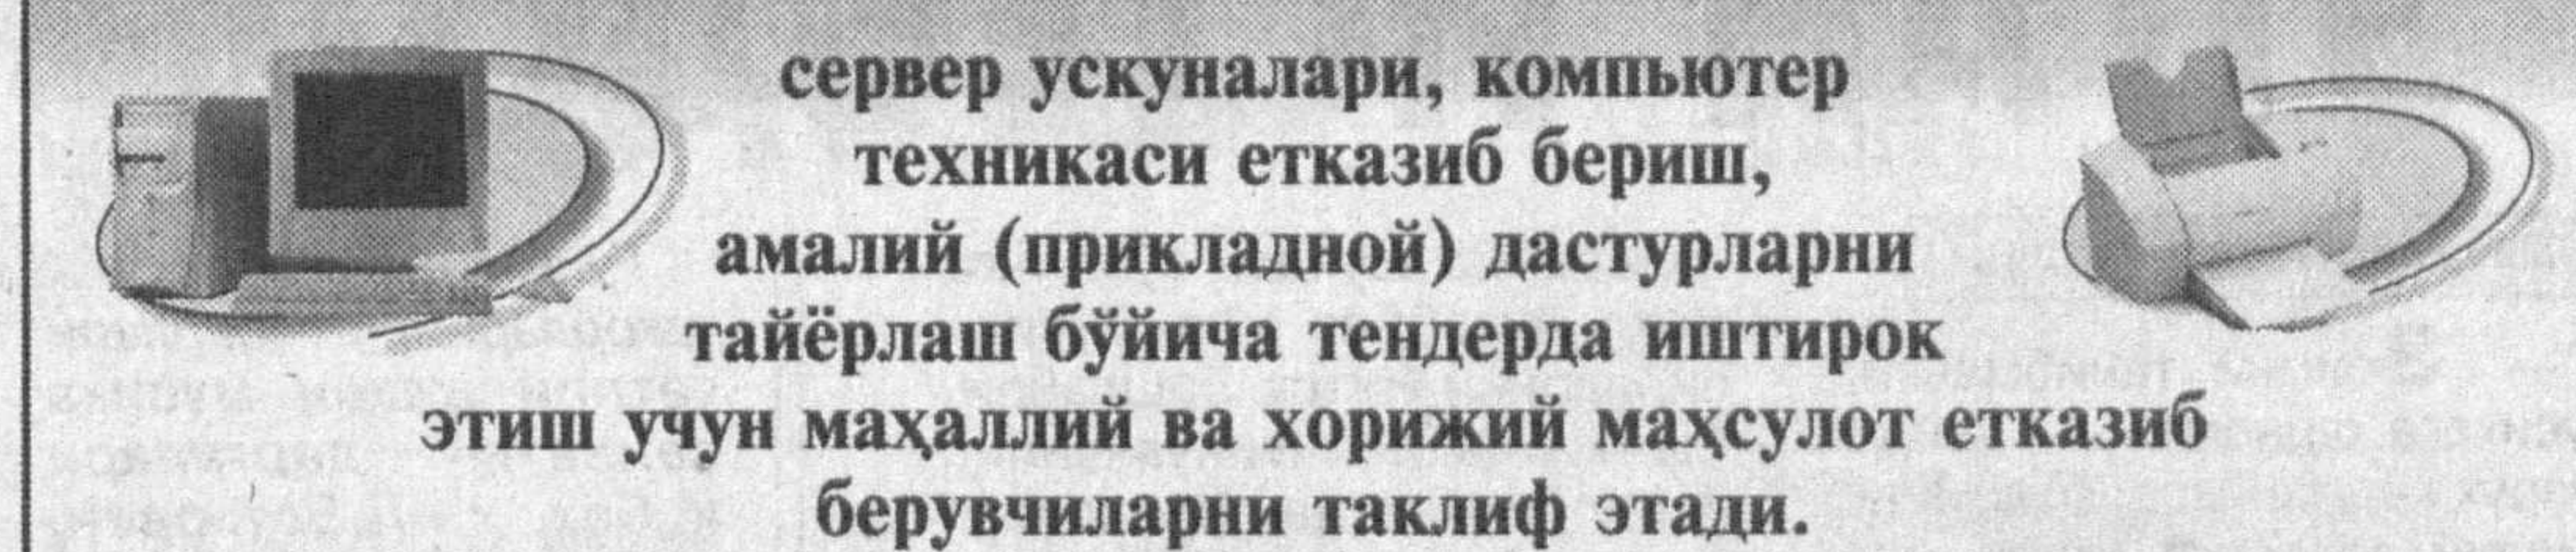 сервер ускуналари, компьютер
техникаси етказиб бериш,
амалий (прикладной) дастурларни
тайёрлаш бўйича тендерда иштирок
этиш учун маҳаллий ва хорижий маҳсулот етказиб
берувчиларни таклиф этади.